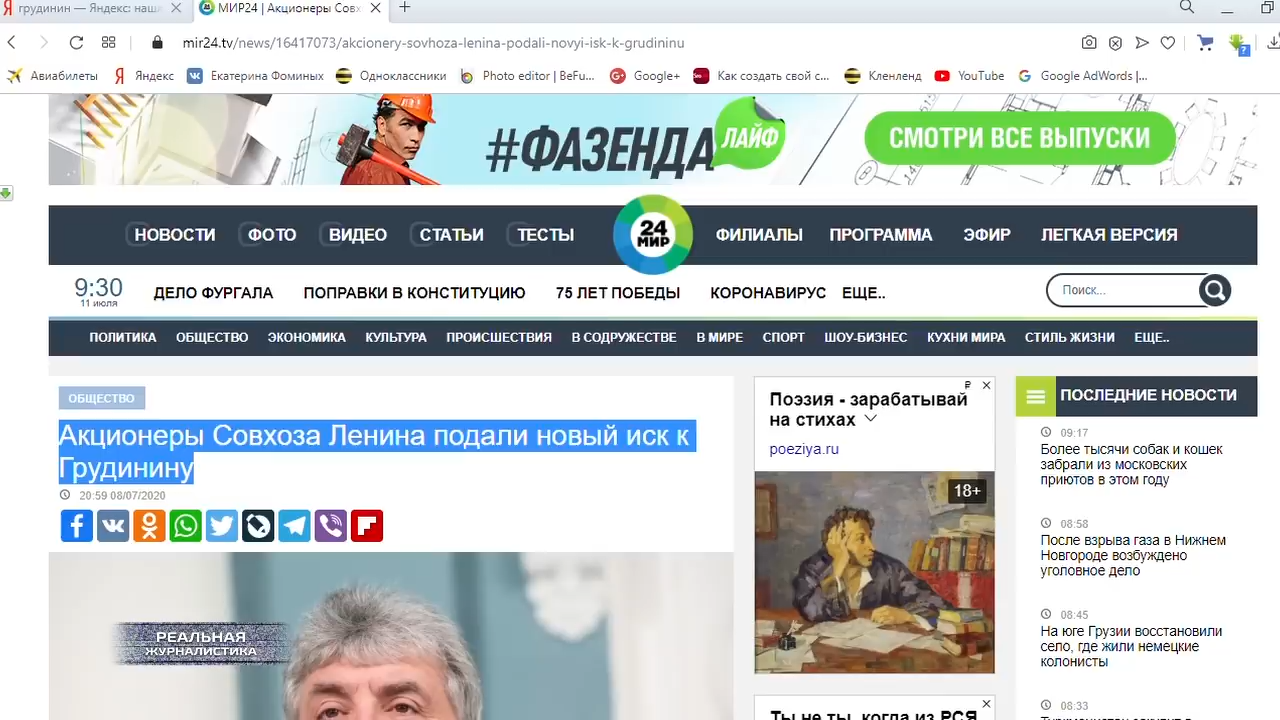 грудинин — Яндекс: наш
МИР24 | Акционеры Совх
mir24.tv/news/16417073/akcionery-sovhoza-lenina-podali-novyi-isk-k-grudininu
Авиабилеты Яндекс Екатерина Фоминых Одноклассники Photo editor | BeFu... Google+ Как создать свой с... Кленленд YouTube Google AdWords |...
#ФАЗЕНДА ЛАЙФ СМОТРИ ВСЕ ВЫПУСКИ
НОВОСТИ ФОТО ВИДЕО СТАТЬИ ТЕСТЫ 24 МИР ФИЛИАЛЫ ПРОГРАММА ЭФИР ЛЕГКАЯ ВЕРСИЯ
9:30
11 июля
ДЕЛО ФУРГАЛА ПОПРАВКИ В КОНСТИТУЦИЮ 75 ЛЕТ ПОБЕДЫ КОРОНАВИРУС ЕЩЕ.. Поиск...
ПОЛИТИКА ОБЩЕСТВО ЭКОНОМИКА КУЛЬТУРА ПРОИСШЕСТВИЯ В СОДРУЖЕСТВЕ В МИРЕ СПОРТ ШОУ-БИЗНЕС КУХНИ МИРА СТИЛЬ ЖИЗНИ ЕЩЕ..
ОБЩЕСТВО
Акционеры Совхоза Ленина подали новый иск к
Грудинину
20:59 08/07/2020
РЕАЛЬНАЯ
ЖУРНАЛИСТИКА
₽
Поэзия - зарабатывай
на стихах
poeziya.ru
18+
Ты не ты, когда из РСЯ
ПОСЛЕДНИЕ НОВОСТИ
09:17
Более тысячи собак и кошек
забрали из московских
приютов в этом году
08:58
После взрыва газа в Нижнем
Новгороде возбуждено
уголовное дело
08:45
На юге Грузии восстановили
село, где жили немецкие
колонисты
08:33